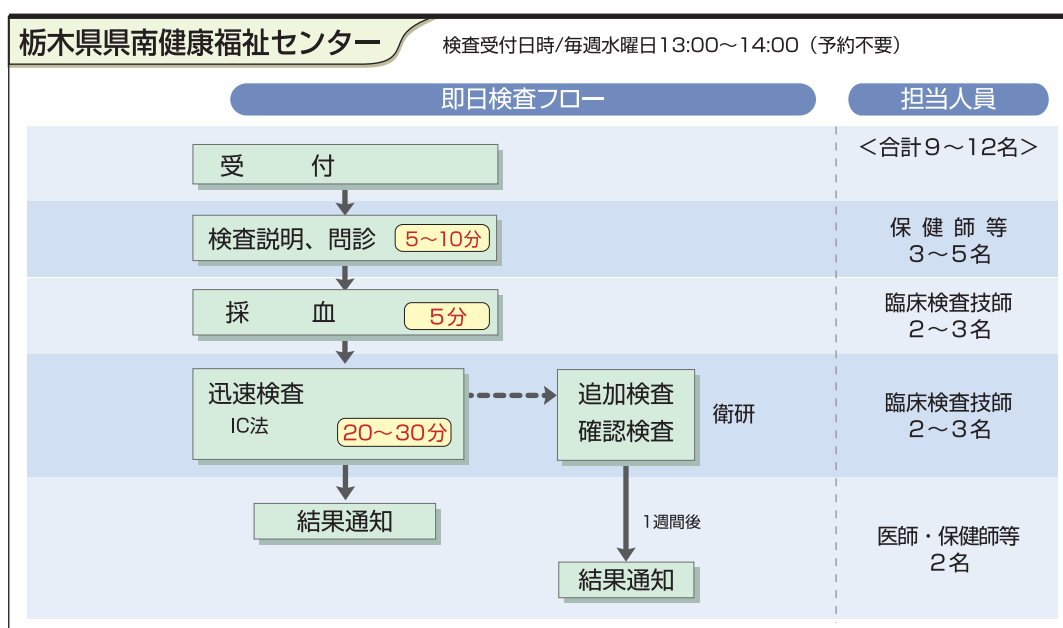 栃木県県南健康福祉センター
検査受付日時/毎週水曜日13:00～14:00（予約不要）
即日検査フロー
担当人員
＜合計9～12名＞
受　付
検査説明、問診
5～10分
保健師等
3～5名
採　血
5分
臨床検査技師
2～3名
迅速検査
IC法
20～30分
追加検査
確認検査
衛研
臨床検査技師
2～3名
結果通知
1週間後
結果通知
医師・保健師等
2名